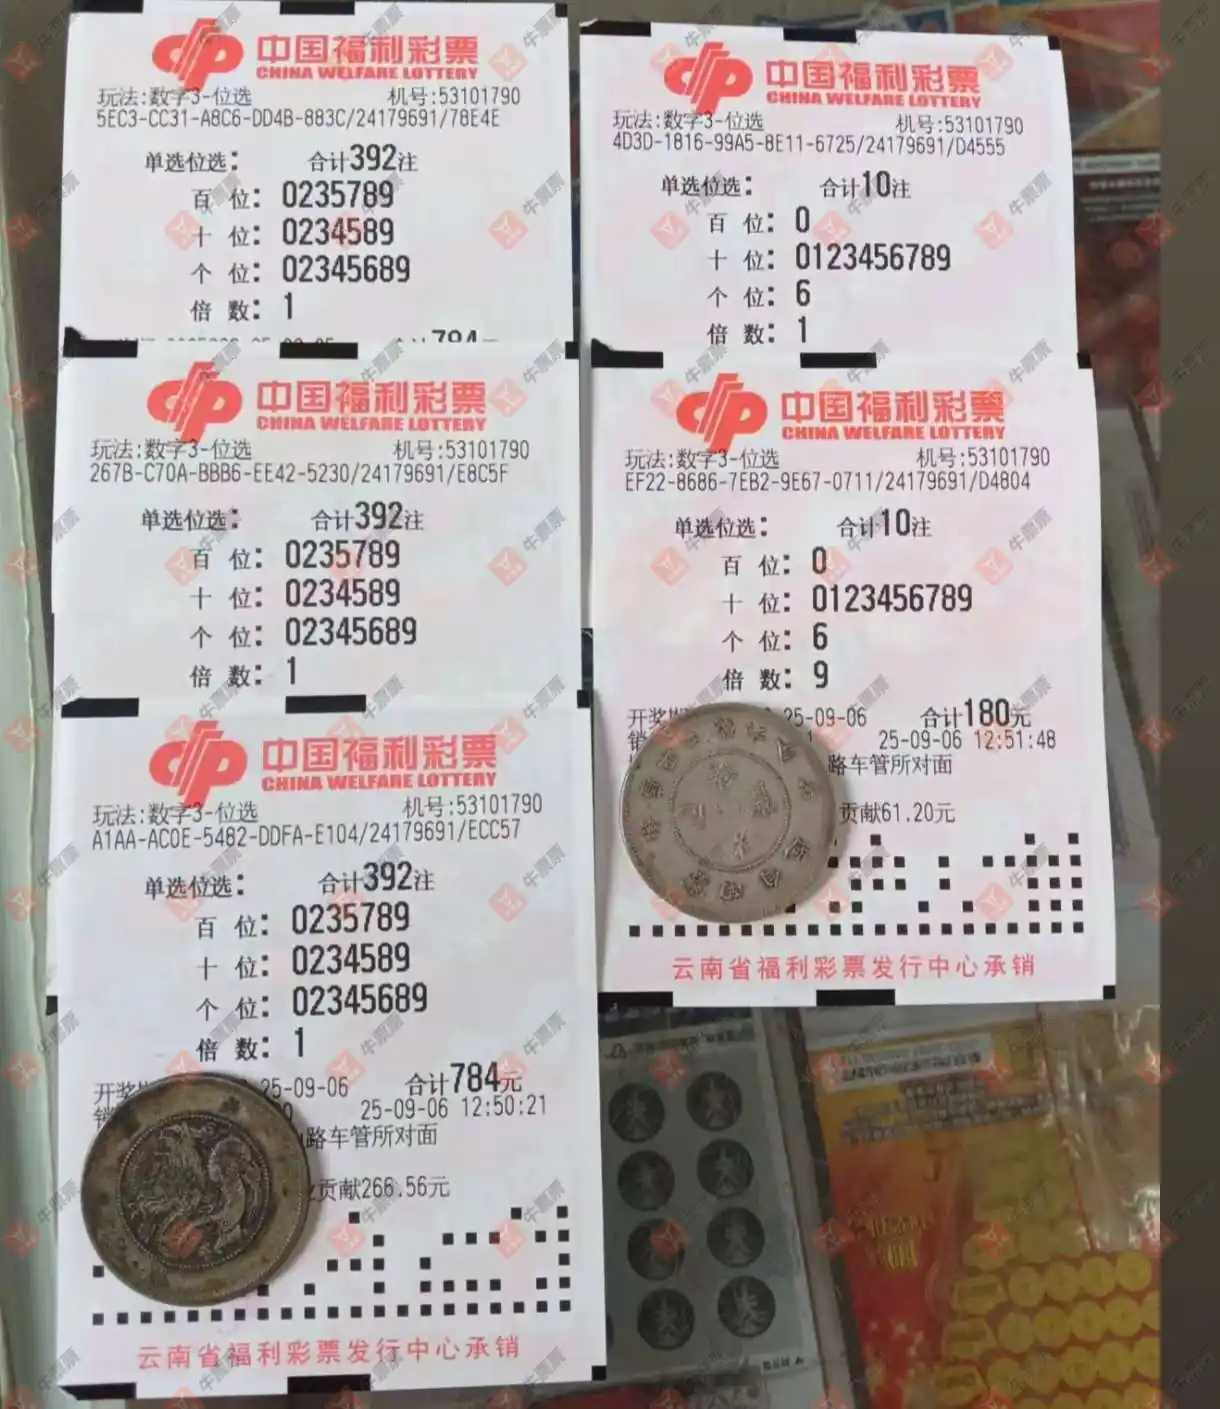 中国福利彩票
CHINA WELFARE LOTTERY
玩法:数字3-位选 机号:53101790
5EC3-CC31-A8C6-DD4B-883C/24179691/78E4E
单选位选: 合计392注
百 位: 0235789
十 位: 0234589
个 位: 02345689
倍 数: 1
中国福利彩票
CHINA WELFARE LOTTERY
玩法:数字3-位选 机号:53101790
267B-C70A-BBB6-EE42-5230/24179691/E8C5F
单选位选: 合计392注
百 位: 0235789
十 位: 0234589
个 位: 02345689
倍 数: 1
中国福利彩票
CHINA WELFARE LOTTERY
玩法:数字3-位选 机号:53101790
A1AA-AC0E-5482-DDFA-E104/24179691/ECC57
单选位选: 合计392注
百 位: 0235789
十 位: 0234589
个 位: 02345689
倍 数: 1
开奖 25-09-06 合计784元
销 25-09-06 12:50:21
路车管所对面
贡献266.56元
云南省福利彩票发行中心承销
中国福利彩票
CHINA WELFARE LOTTERY
玩法:数字3-位选 机号:53101790
4D3D-1816-99A5-8E11-6725/24179691/D4555
单选位选: 合计10注
百 位: 0
十 位: 0123456789
个 位: 6
倍 数: 1
中国福利彩票
CHINA WELFARE LOTTERY
玩法:数字3-位选 机号:53101790
EF22-8686-7EB2-9E67-0711/24179691/D4804
单选位选: 合计10注
百 位: 0
十 位: 0123456789
个 位: 6
倍 数: 9
开奖 25-09-06 合计180元
销 25-09-06 12:51:48
路车管所对面
贡献61.20元
云南省福利彩票发行中心承销
牛票票